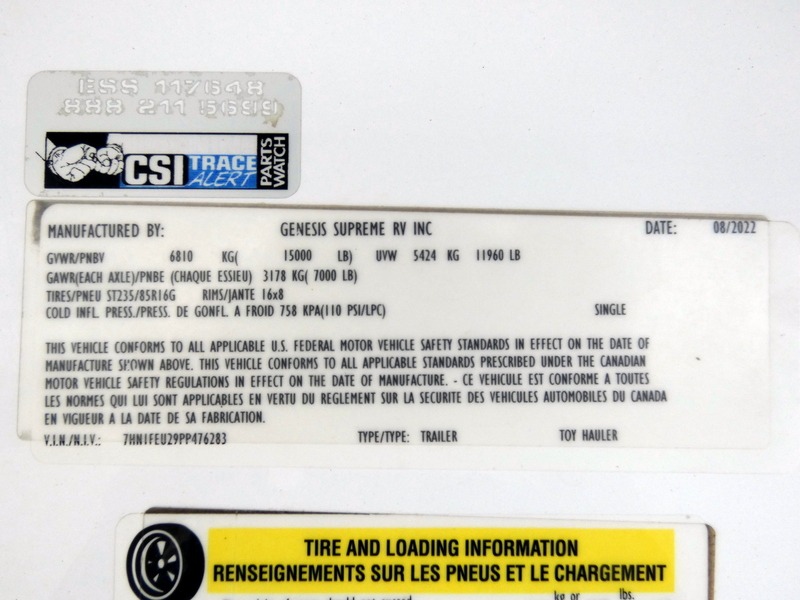 ESS 117648
888 211 5699
CSI TRACE ALERT PARTS WATCH
MANUFACTURED BY: GENESIS SUPREME RV INC DATE: 08/2022
GVWR/PNBV 6810 KG( 15000 LB) UVW 5424 KG 11960 LB
GAWR(EACH AXLE)/PNBE (CHAQUE ESSIEU) 3178 KG( 7000 LB)
TIRES/PNEU ST235/85R16G RIMS/JANTE 16x8
COLD INFL. PRESS./PRESS. DE GONFL. A FROID 758 KPA(110 PSI/LPC) SINGLE
THIS VEHICLE CONFORMS TO ALL APPLICABLE U.S. FEDERAL MOTOR VEHICLE SAFETY STANDARDS IN EFFECT ON THE DATE OF
MANUFACTURE SHOWN ABOVE. THIS VEHICLE CONFORMS TO ALL APPLICABLE STANDARDS PRESCRIBED UNDER THE CANADIAN
MOTOR VEHICLE SAFETY REGULATIONS IN EFFECT ON THE DATE OF MANUFACTURE. - CE VEHICULE EST CONFORME A TOUTES
LES NORMES QUI LUI SONT APPLICABLES EN VERTU DU REGLEMENT SUR LA SECURITE DES VEHICULES AUTOMOBILES DU CANADA
EN VIGUEUR A LA DATE DE SA FABRICATION.
V.I.N./N.I.V.: 7HN1FEU29PP476283 TYPE/TYPE: TRAILER TOY HAULER
TIRE AND LOADING INFORMATION
RENSEIGNEMENTS SUR LES PNEUS ET LE CHARGEMENT
kg or lbs.